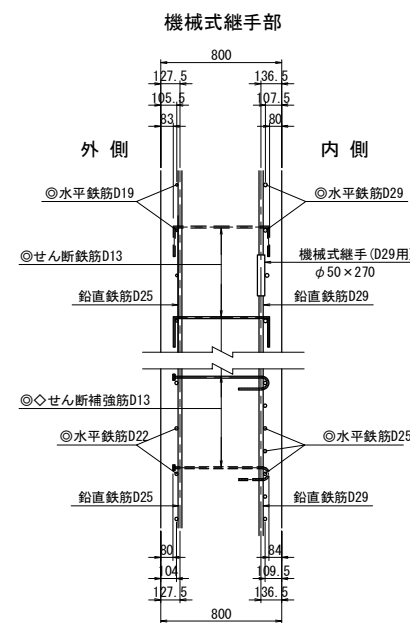 機械式継手部
800
127.5 136.5
105.5 107.5
83 80
外 側 内 側
◎水平鉄筋D19 ◎水平鉄筋D29
◎せん断鉄筋D13 機械式継手(D29用)
φ50×270
鉛直鉄筋D25 鉛直鉄筋D29
◎◇せん断補強筋D13
◎水平鉄筋D22 ◎水平鉄筋D25
鉛直鉄筋D25 鉛直鉄筋D29
80 84
104 109.5
127.5 136.5
800